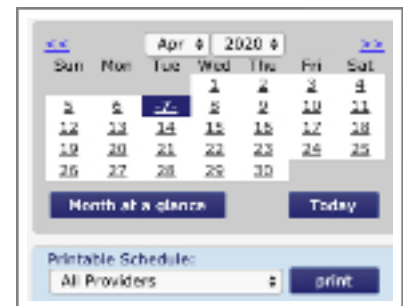 << Apr 2020 >>
Sun Mon Tue Wed Thu Fri Sat
1 2 3 4
5 6 -7- 8 9 10 11
12 13 14 15 16 17 18
19 20 21 22 23 24 25
26 27 28 29 30
Month at a glance Today
Printable Schedule:
All Providers print